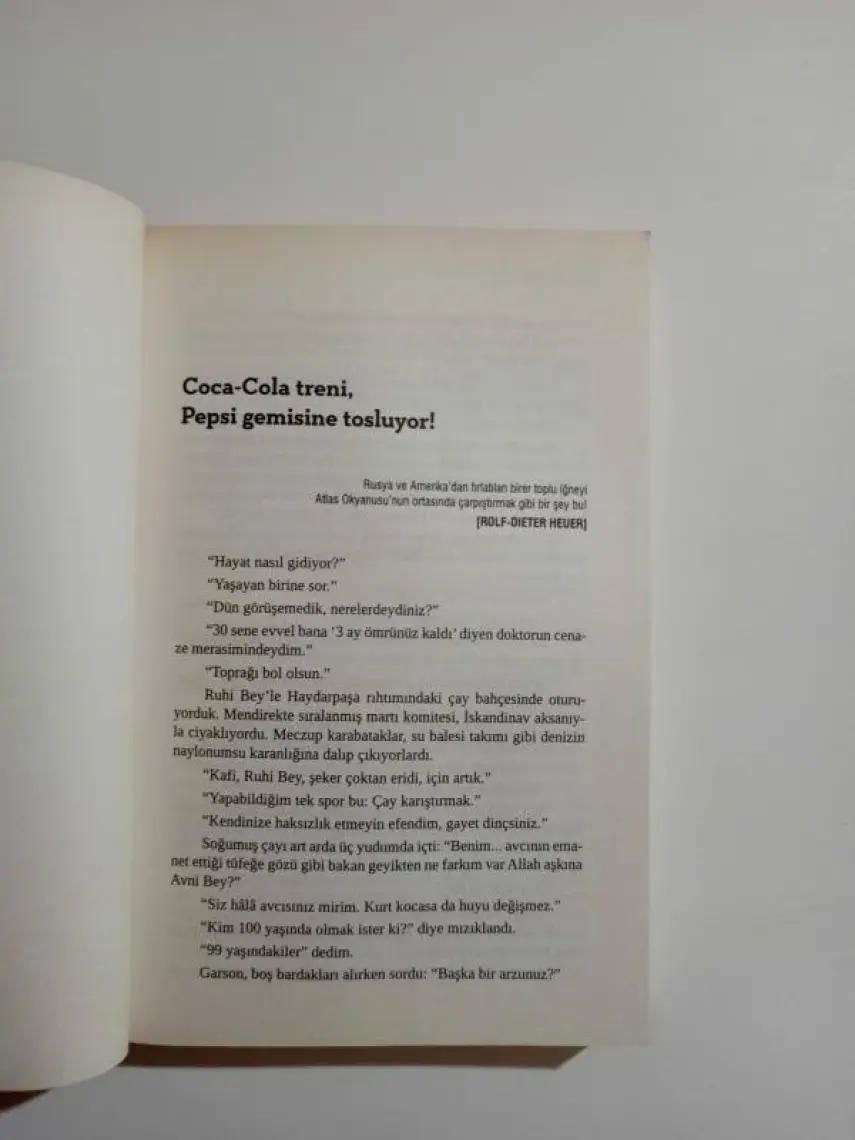 Coca-Cola treni,
Pepsi gemisine tosluyor!
Rusya ve Amerika'dan fırlatılan birer toplu iğneyi
Atlas Okyanusu'nun ortasında çarpıştırmak gibi bir şey bu!
[ROLF-DIETER HEUER]
“Hayat nasıl gidiyor?”
“Yaşayan birine sor.”
“Dün görüşemedik, nerelerdeydiniz?”
“30 sene evvel bana ‘3 ay ömrünüz kaldı’ diyen doktorun cena-
ze merasimindeydim.”
“Toprağı bol olsun.”
Ruhi Bey’le Haydarpaşa rıhtımındaki çay bahçesinde oturu-
yorduk. Mendirekte sıralanmış martı komitesi, İskandinav aksanıy-
la ciyaklıyordu. Meczup karabataklar, su balesi takımı gibi denizin
naylonumsu karanlığına dalıp çıkıyorlardı.
“Kafi, Ruhi Bey, şeker çoktan eridi, için artık.”
“Yapabildiğim tek spor bu: Çay karıştırmak.”
“Kendinize haksızlık etmeyin efendim, gayet dinçsiniz.”
Soğumuş çayı art arda üç yudumda içti: “Benim... avcının ema-
net ettiği tüfeğe gözü gibi bakan geyikten ne farkım var Allah aşkına
Avni Bey?”
“Siz hâlâ avcısınız mirim. Kurt kocasa da huyu değişmez.”
“Kim 100 yaşında olmak ister ki?” diye mızıklandı.
“99 yaşındakiler” dedim.
Garson, boş bardakları alırken sordu: “Başka bir arzunuz?”